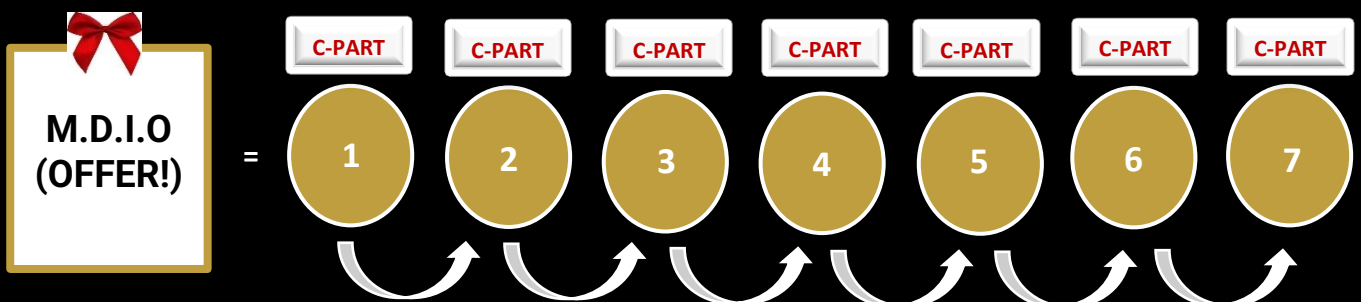 M.D.I.O
(OFFER!)
=
C-PART C-PART C-PART C-PART C-PART C-PART C-PART
1 2 3 4 5 6 7